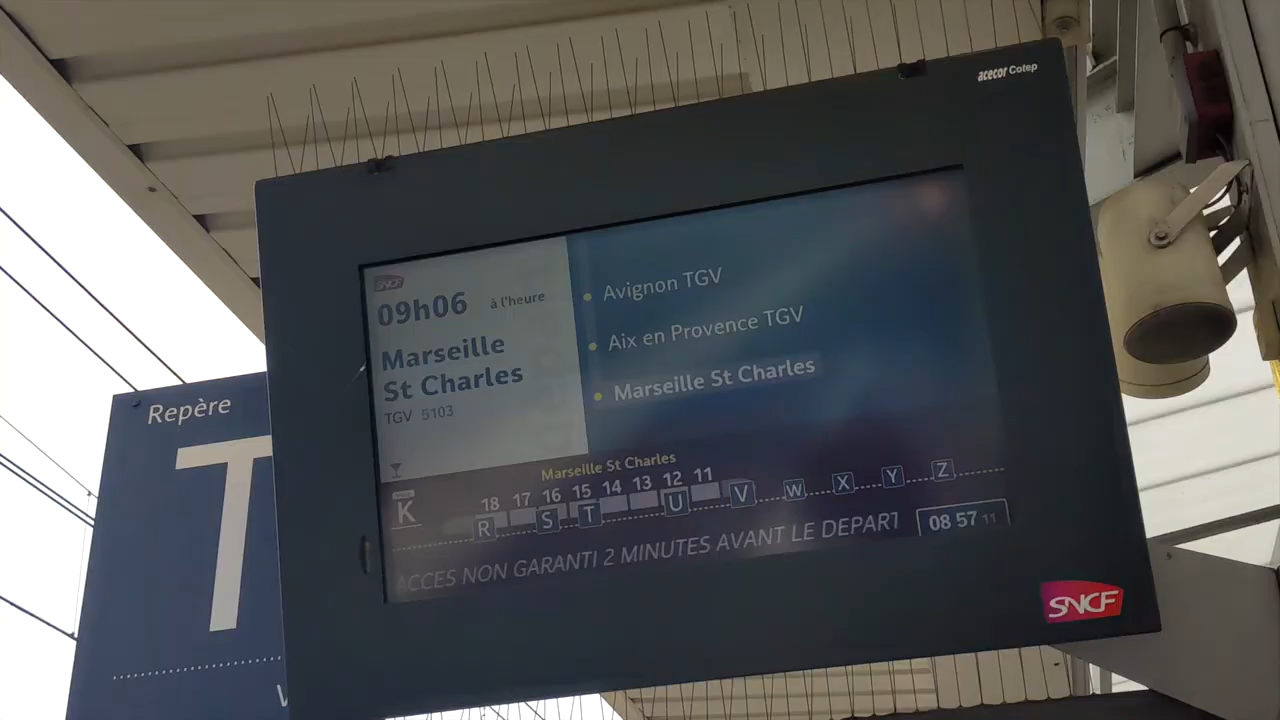 acecor Cotep
Repère
T
SNCF
09h06 à l'heure
Marseille
St Charles
TGV 5103
Avignon TGV
Aix en Provence TGV
Marseille St Charles
Marseille St Charles
K
18 17 16 15 14 13 12 11
R S T U V W X Y Z
ACCES NON GARANTI 2 MINUTES AVANT LE DEPART
08 57 11
SNCF